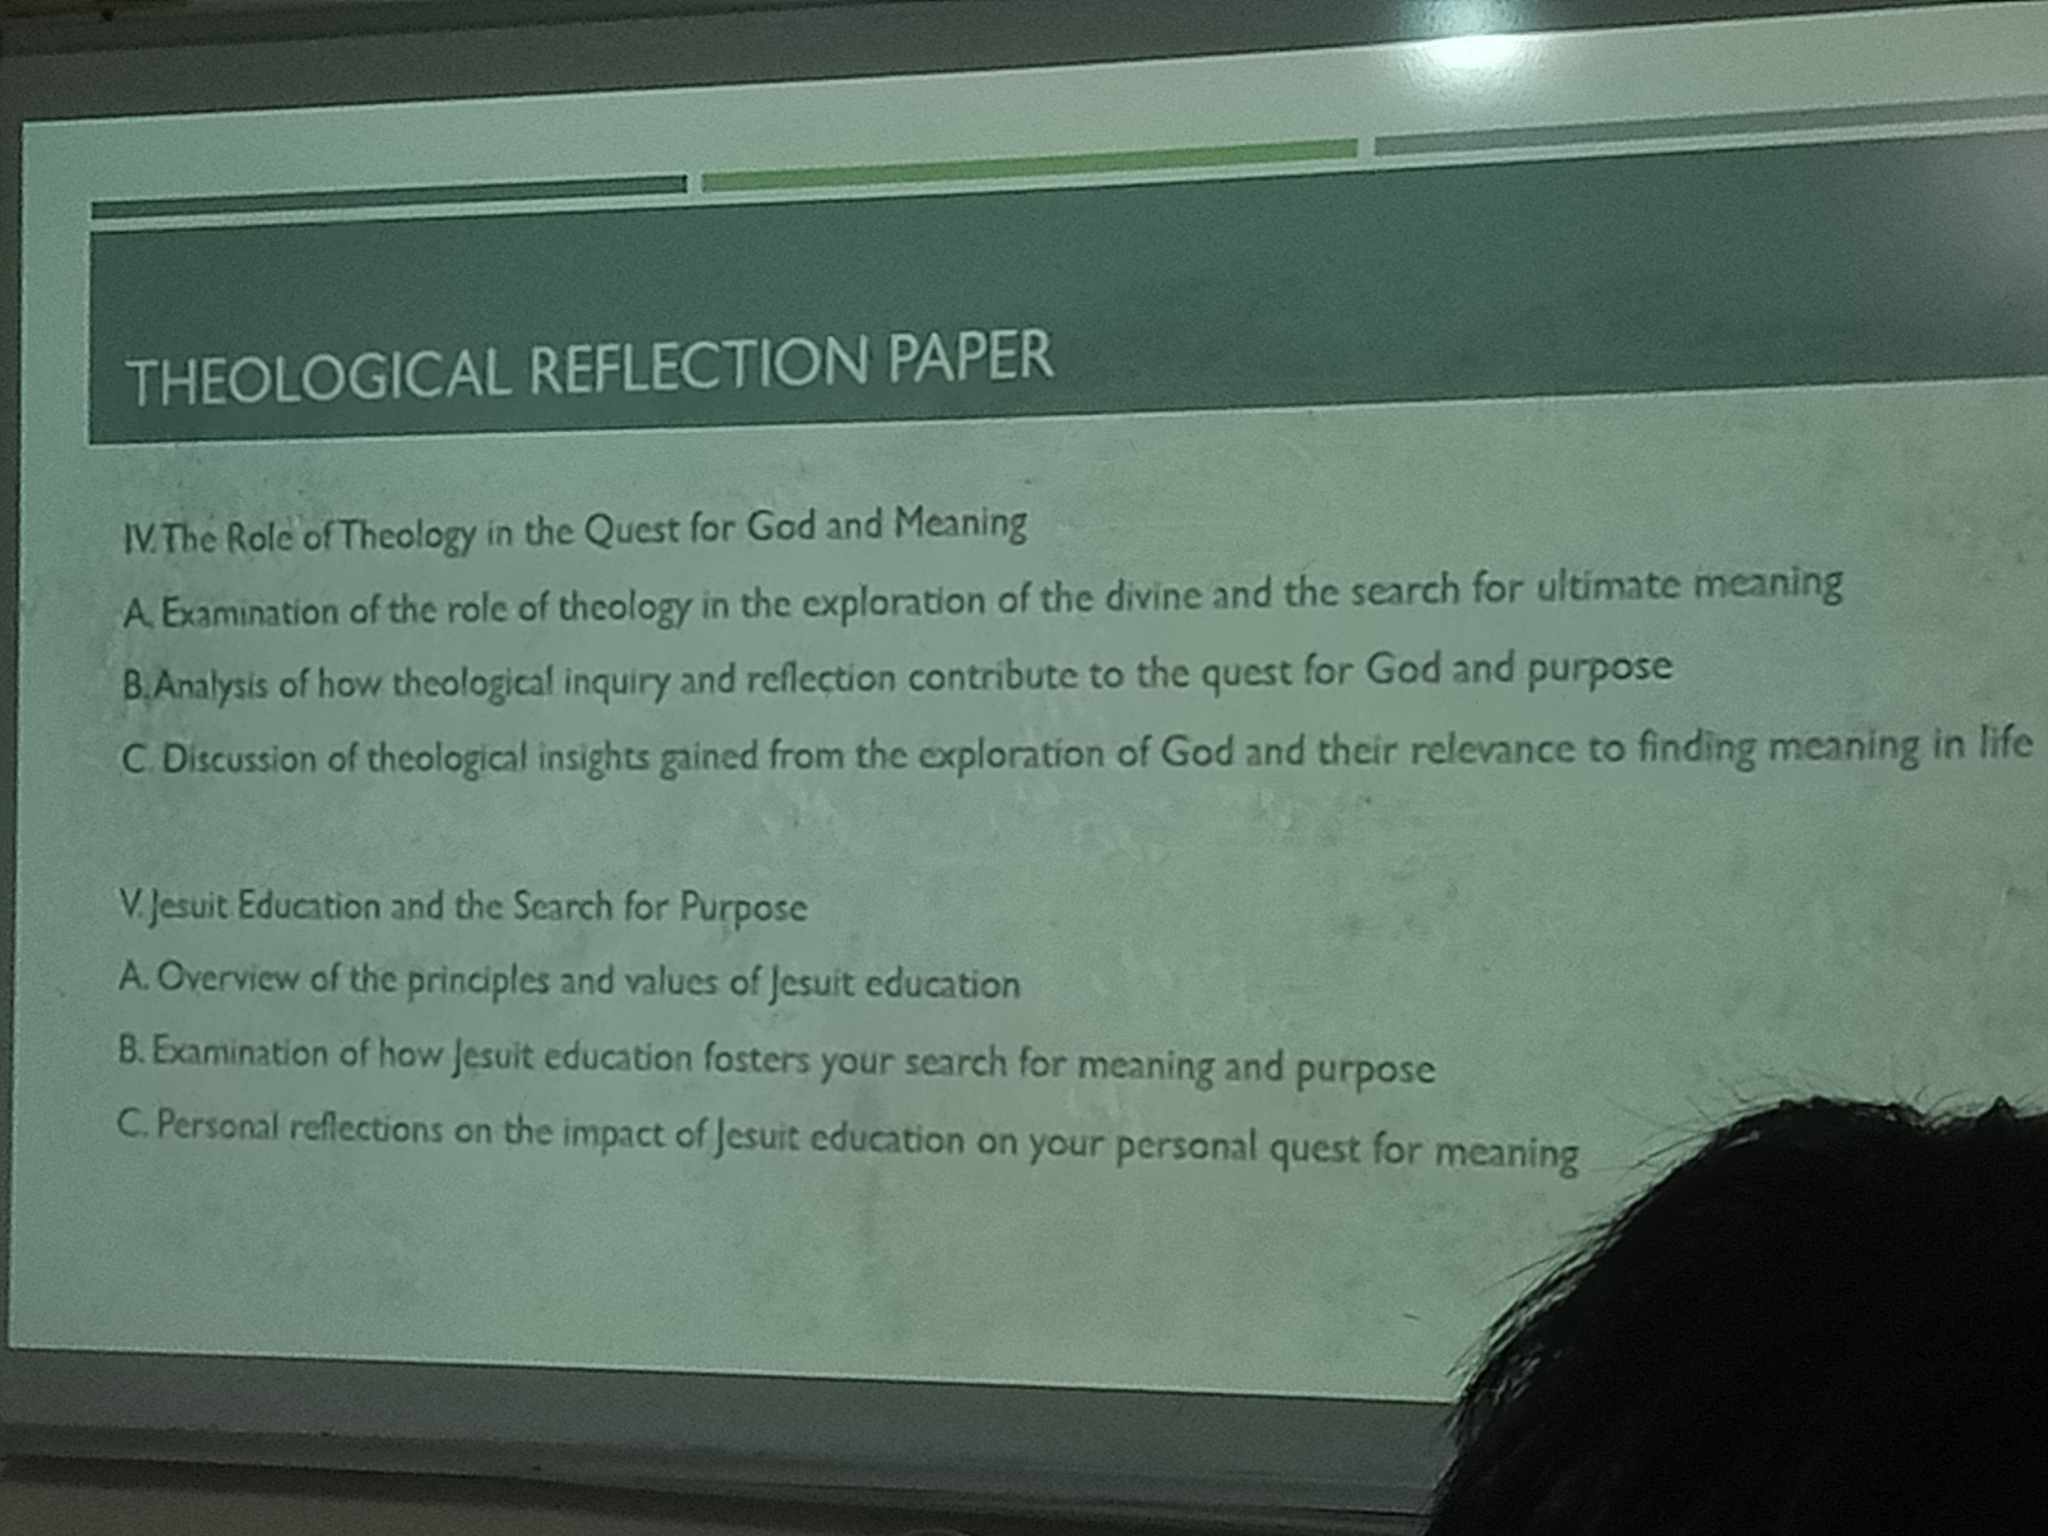 THEOLOGICAL REFLECTION PAPER
IV. The Role of Theology in the Quest for God and Meaning
A. Examination of the role of theology in the exploration of the divine and the search for ultimate meaning
B. Analysis of how theological inquiry and reflection contribute to the quest for God and purpose
C. Discussion of theological insights gained from the exploration of God and their relevance to finding meaning in life
V. Jesuit Education and the Search for Purpose
A. Overview of the principles and values of Jesuit education
B. Examination of how Jesuit education fosters your search for meaning and purpose
C. Personal reflections on the impact of Jesuit education on your personal quest for meaning